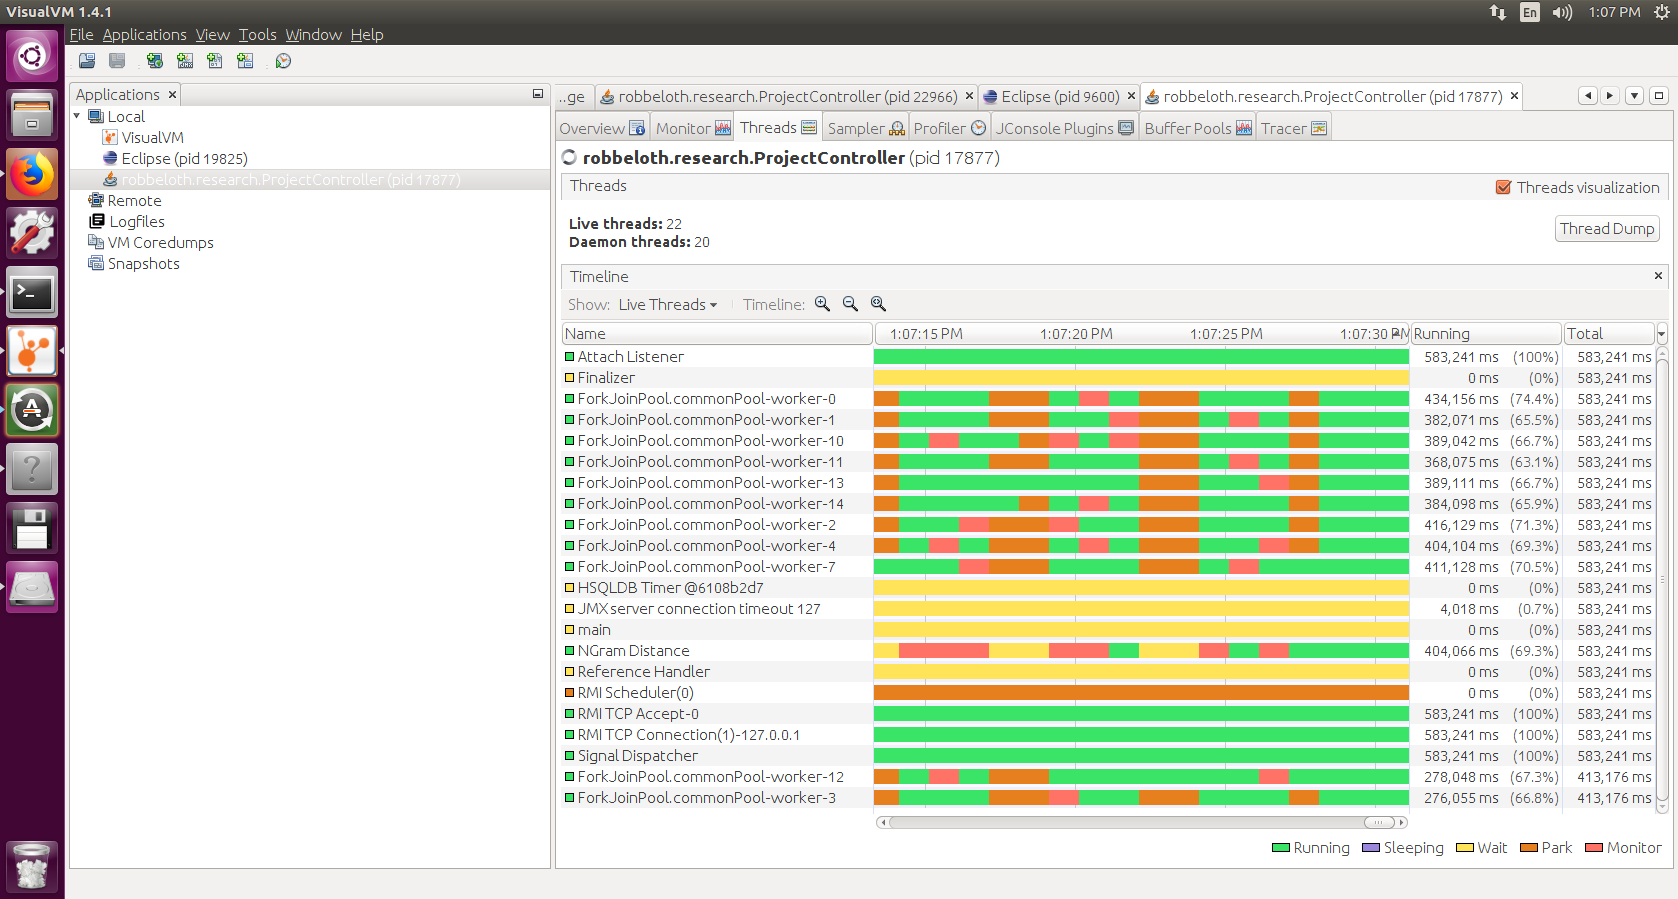 VisualVM 1.4.1
En
1:07 PM
File Applications View Tools Window Help
Applications
Local
VisualVM
Eclipse (pid 19825)
robbeloth.research.ProjectController (pid 17877)
Remote
Logfiles
VM Coredumps
Snapshots
..ge
robbeloth.research.ProjectController (pid 22966)
Eclipse (pid 9600)
robbeloth.research.ProjectController (pid 17877)
Overview Monitor Threads Sampler Profiler JConsole Plugins Buffer Pools Tracer
robbeloth.research.ProjectController (pid 17877)
Threads
Threads visualization
Live threads: 22
Daemon threads: 20
Thread Dump
Timeline
Show: Live Threads Timeline:
Name 1:07:15 PM 1:07:20 PM 1:07:25 PM 1:07:30 PM Running Total
Attach Listener 583,241 ms (100%) 583,241 ms
Finalizer 0 ms (0%) 583,241 ms
ForkJoinPool.commonPool-worker-0 434,156 ms (74.4%) 583,241 ms
ForkJoinPool.commonPool-worker-1 382,071 ms (65.5%) 583,241 ms
ForkJoinPool.commonPool-worker-10 389,042 ms (66.7%) 583,241 ms
ForkJoinPool.commonPool-worker-11 368,075 ms (63.1%) 583,241 ms
ForkJoinPool.commonPool-worker-13 389,111 ms (66.7%) 583,241 ms
ForkJoinPool.commonPool-worker-14 384,098 ms (65.9%) 583,241 ms
ForkJoinPool.commonPool-worker-2 416,129 ms (71.3%) 583,241 ms
ForkJoinPool.commonPool-worker-4 404,104 ms (69.3%) 583,241 ms
ForkJoinPool.commonPool-worker-7 411,128 ms (70.5%) 583,241 ms
HSQLDB Timer @6108b2d7 0 ms (0%) 583,241 ms
JMX server connection timeout 127 4,018 ms (0.7%) 583,241 ms
main 0 ms (0%) 583,241 ms
NGram Distance 404,066 ms (69.3%) 583,241 ms
Reference Handler 0 ms (0%) 583,241 ms
RMI Scheduler(0) 0 ms (0%) 583,241 ms
RMI TCP Accept-0 583,241 ms (100%) 583,241 ms
RMI TCP Connection(1)-127.0.0.1 583,241 ms (100%) 583,241 ms
Signal Dispatcher 583,241 ms (100%) 583,241 ms
ForkJoinPool.commonPool-worker-12 278,048 ms (67.3%) 413,176 ms
ForkJoinPool.commonPool-worker-3 276,055 ms (66.8%) 413,176 ms
Running Sleeping Wait Park Monitor